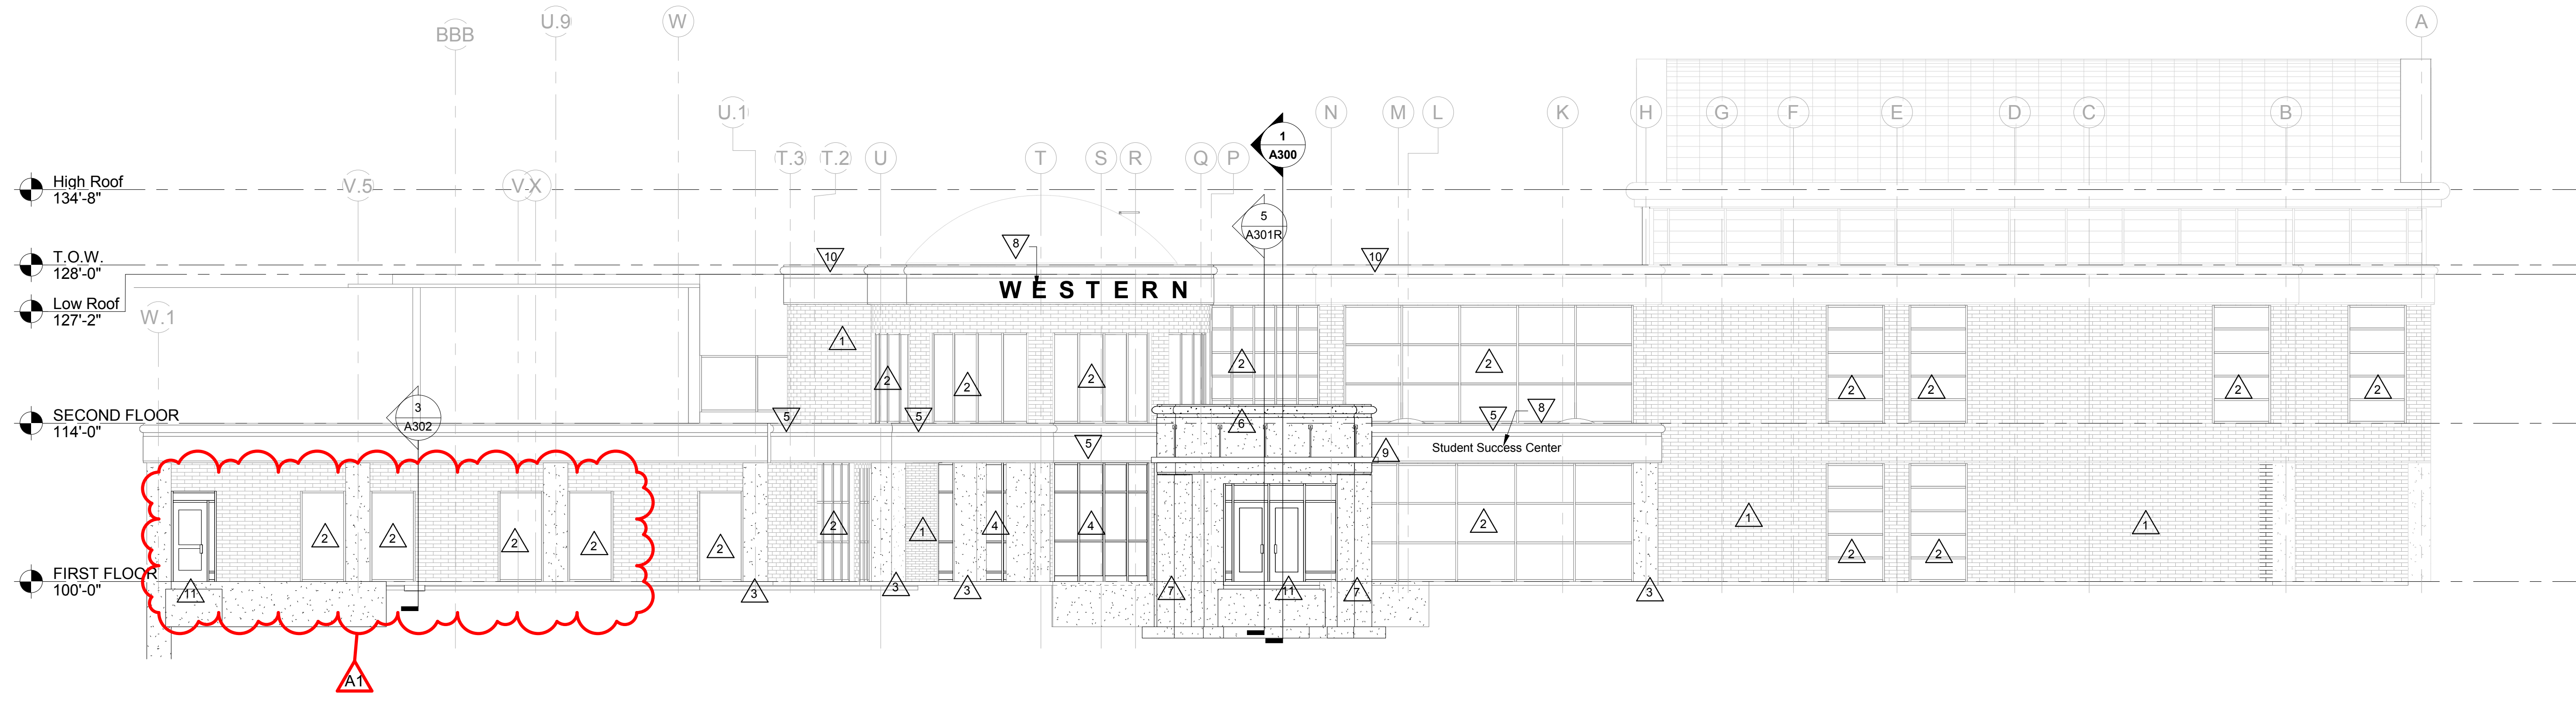 A
U.9
W
BBB
U.1
N
M
L
K
H
G
F
E
D
C
B
1
A300
T.3
T.2
U
T
S
R
Q
P
High Roof
134'-8"
V.5
V
X
5
A301R
8
T.O.W.
128'-0"
10
10
WESTERN
Low Roof
127'-2"
W.1
1
2
2
2
2
2
2
2
2
2
SECOND FLOOR
114'-0"
3
A302
5
5
5
6
5
8
9
Student Success Center
2
2
2
2
2
2
1
4
4
2
1
2
2
1
FIRST FLOOR
100'-0"
11
3
3
3
7
11
7
3
A1